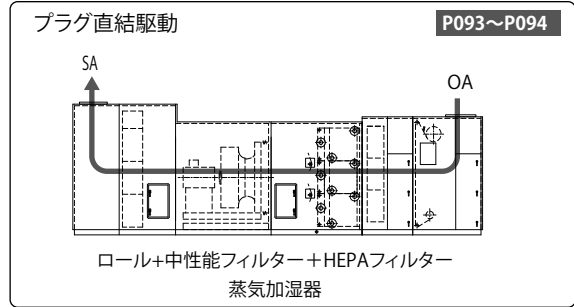 プラグ直結駆動
P093〜P094
SA
OA
ロール+中性能フィルター＋HEPAフィルター
蒸気加湿器